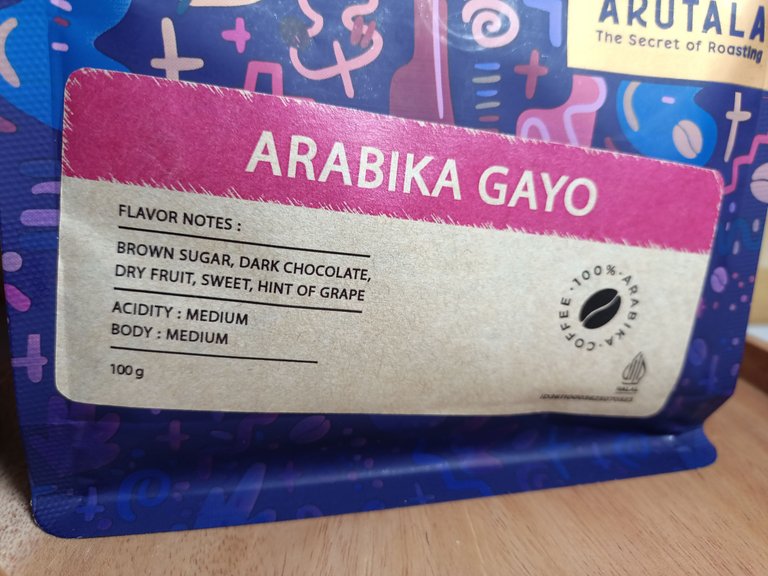 ARUTALA
The Secret of Roasting
ARABIKA GAYO
FLAVOR NOTES :
BROWN SUGAR, DARK CHOCOLATE,
DRY FRUIT, SWEET, HINT OF GRAPE
ACIDITY : MEDIUM
BODY : MEDIUM
100 g
100% · ARABIKA · COFFEE ·
HALAL